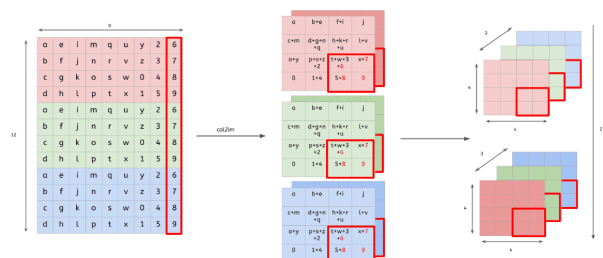 9
12
a e i m q u y 2 6
b f j n r v z 3 7
c g k o s w 0 4 8
d h l p t x 1 5 9
a e i m q u y 2 6
b f j n r v z 3 7
c g k o s w 0 4 8
d h l p t x 1 5 9
a e i m q u y 2 6
b f j n r v z 3 7
c g k o s w 0 4 8
d h l p t x 1 5 9
col2im
a b+e f+i j
c+m d+g+n h+k+r l+v
+q +u
o+y p+s+z t+w+3 x+7
+2 +6
0 1+4 5+8 9
a b+e f+i j
c+m d+g+n h+k+r l+v
+q +u
o+y p+s+z t+w+3 x+7
+2 +6
0 1+4 5+8 9
a b+e f+i j
c+m d+g+n h+k+r l+v
+q +u
o+y p+s+z t+w+3 x+7
+2 +6
0 1+4 5+8 9
3
4
4
3
4
4
2